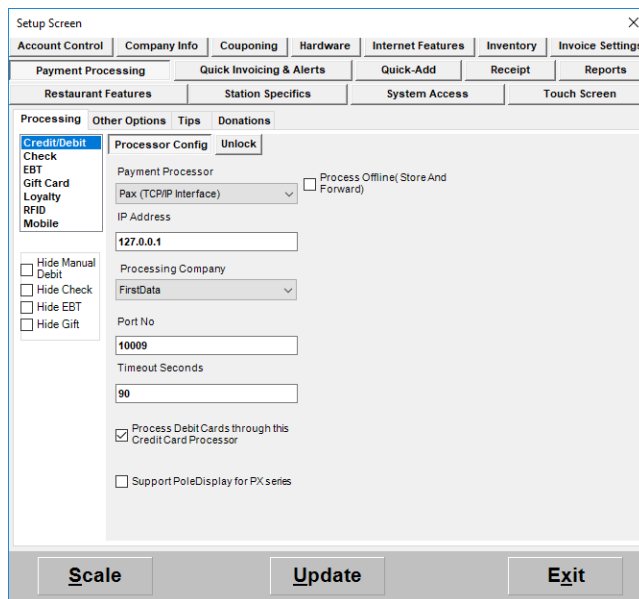 Setup Screen
Account Control Company Info Couponing Hardware Internet Features Inventory Invoice Settings
Payment Processing Quick Invoicing & Alerts Quick-Add Receipt Reports
Restaurant Features Station Specifics System Access Touch Screen
Processing Other Options Tips Donations
Credit/Debit
Check
EBT
Gift Card
Loyalty
RFID
Mobile
Hide Manual
Debit
Hide Check
Hide EBT
Hide Gift
Processor Config Unlock
Payment Processor
Pax (TCP/IP Interface)
Process Offline( Store And
Forward)
IP Address
127.0.0.1
Processing Company
FirstData
Port No
10009
Timeout Seconds
90
Process Debit Cards through this
Credit Card Processor
Support PoleDisplay for PX series
Scale Update Exit